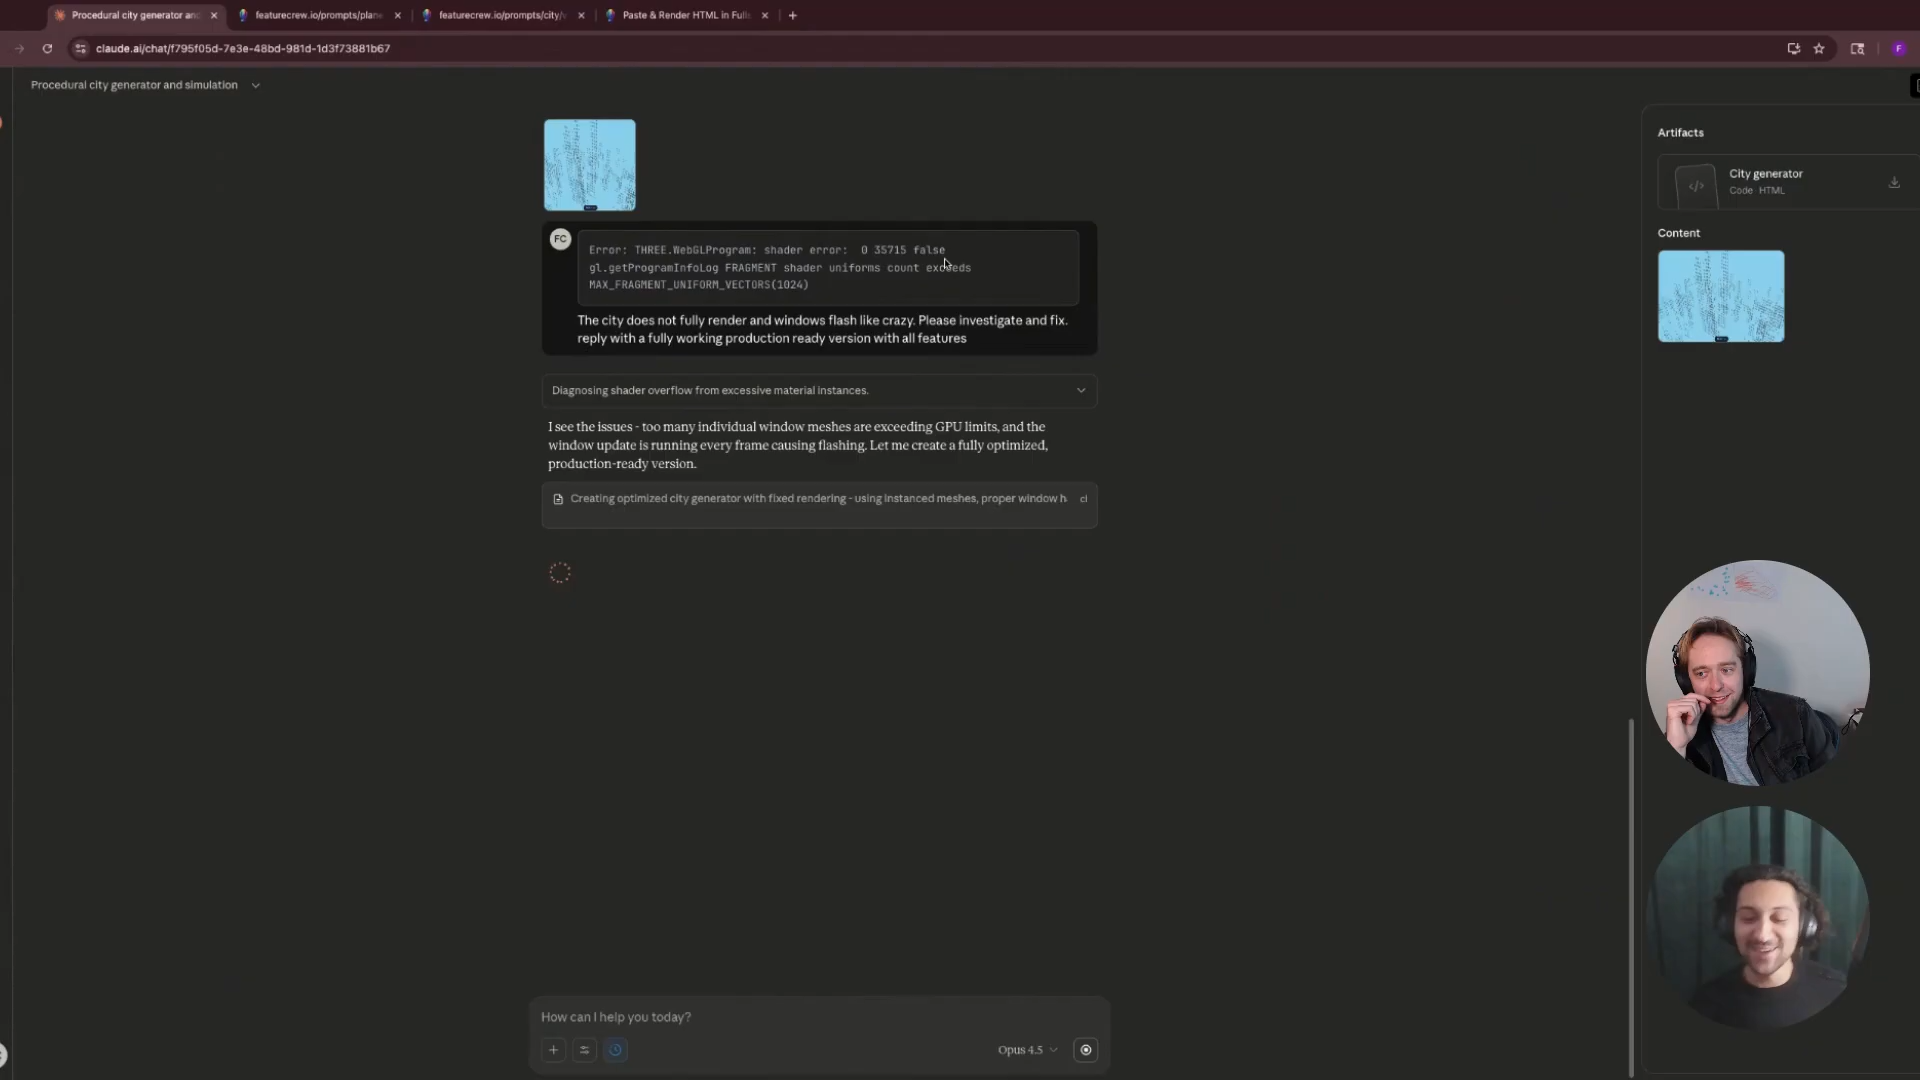 Procedural city generator an
featurecrew.io/prompts/plane
featurecrew.io/prompts/city/
Paste & Render HTML in Full
claude.ai/chat/f795f05d-7e3e-48bd-981d-1d3f73881b67
F
Procedural city generator and simulation
Artifacts
City generator
Code · HTML
Content
FC
Error: THREE.WebGLProgram: shader error:  0 35715 false
gl.getProgramInfoLog FRAGMENT shader uniforms count exceeds
MAX_FRAGMENT_UNIFORM_VECTORS(1024)
The city does not fully render and windows flash like crazy. Please investigate and fix.
reply with a fully working production ready version with all features
Diagnosing shader overflow from excessive material instances.
I see the issues - too many individual window meshes are exceeding GPU limits, and the
window update is running every frame causing flashing. Let me create a fully optimized,
production-ready version.
Creating optimized city generator with fixed rendering - using instanced meshes, proper window h ci
How can I help you today?
Opus 4.5